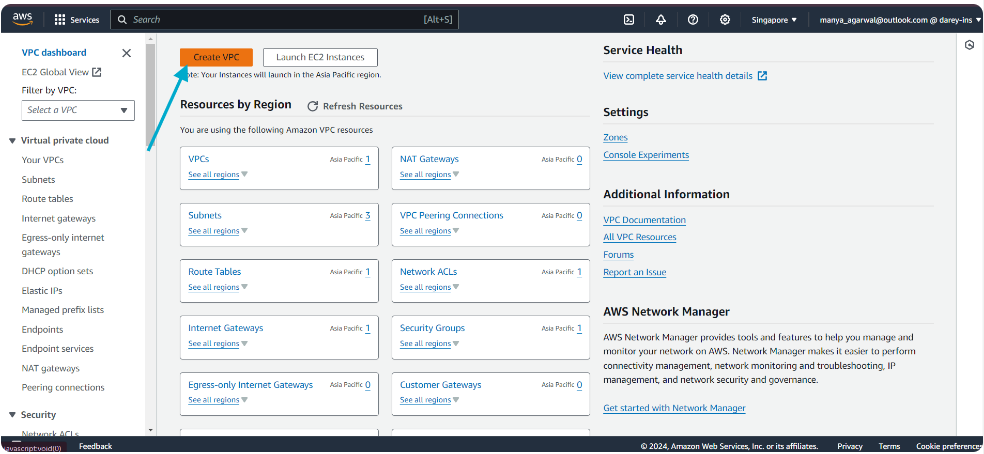 aws
Services
Search
[Alt+S]
Singapore
manya_agarwal@outlook.com @ darey-ins
VPC dashboard
EC2 Global View
Filter by VPC:
Select a VPC
Virtual private cloud
Your VPCs
Subnets
Route tables
Internet gateways
Egress-only internet
gateways
DHCP option sets
Elastic IPs
Managed prefix lists
Endpoints
Endpoint services
NAT gateways
Peering connections
Security
Network ACLs
Create VPC
Launch EC2 Instances
Your Instances will launch in the Asia Pacific region.
Resources by Region
Refresh Resources
You are using the following Amazon VPC resources
VPCs Asia Pacific 1
See all regions
NAT Gateways Asia Pacific 0
See all regions
Subnets Asia Pacific 3
See all regions
VPC Peering Connections Asia Pacific 0
See all regions
Route Tables Asia Pacific 1
See all regions
Network ACLs Asia Pacific 1
See all regions
Internet Gateways Asia Pacific 1
See all regions
Security Groups Asia Pacific 1
See all regions
Egress-only Internet Gateways Asia Pacific 0
See all regions
Customer Gateways Asia Pacific 0
See all regions
Service Health
View complete service health details
Settings
Zones
Console Experiments
Additional Information
VPC Documentation
All VPC Resources
Forums
Report an Issue
AWS Network Manager
AWS Network Manager provides tools and features to help you manage and
monitor your network on AWS. Network Manager makes it easier to perform
connectivity management, network monitoring and troubleshooting, IP
management, and network security and governance.
Get started with Network Manager
javascript:void(0)
Feedback
© 2024, Amazon Web Services, Inc. or its affiliates.
Privacy
Terms
Cookie preferences